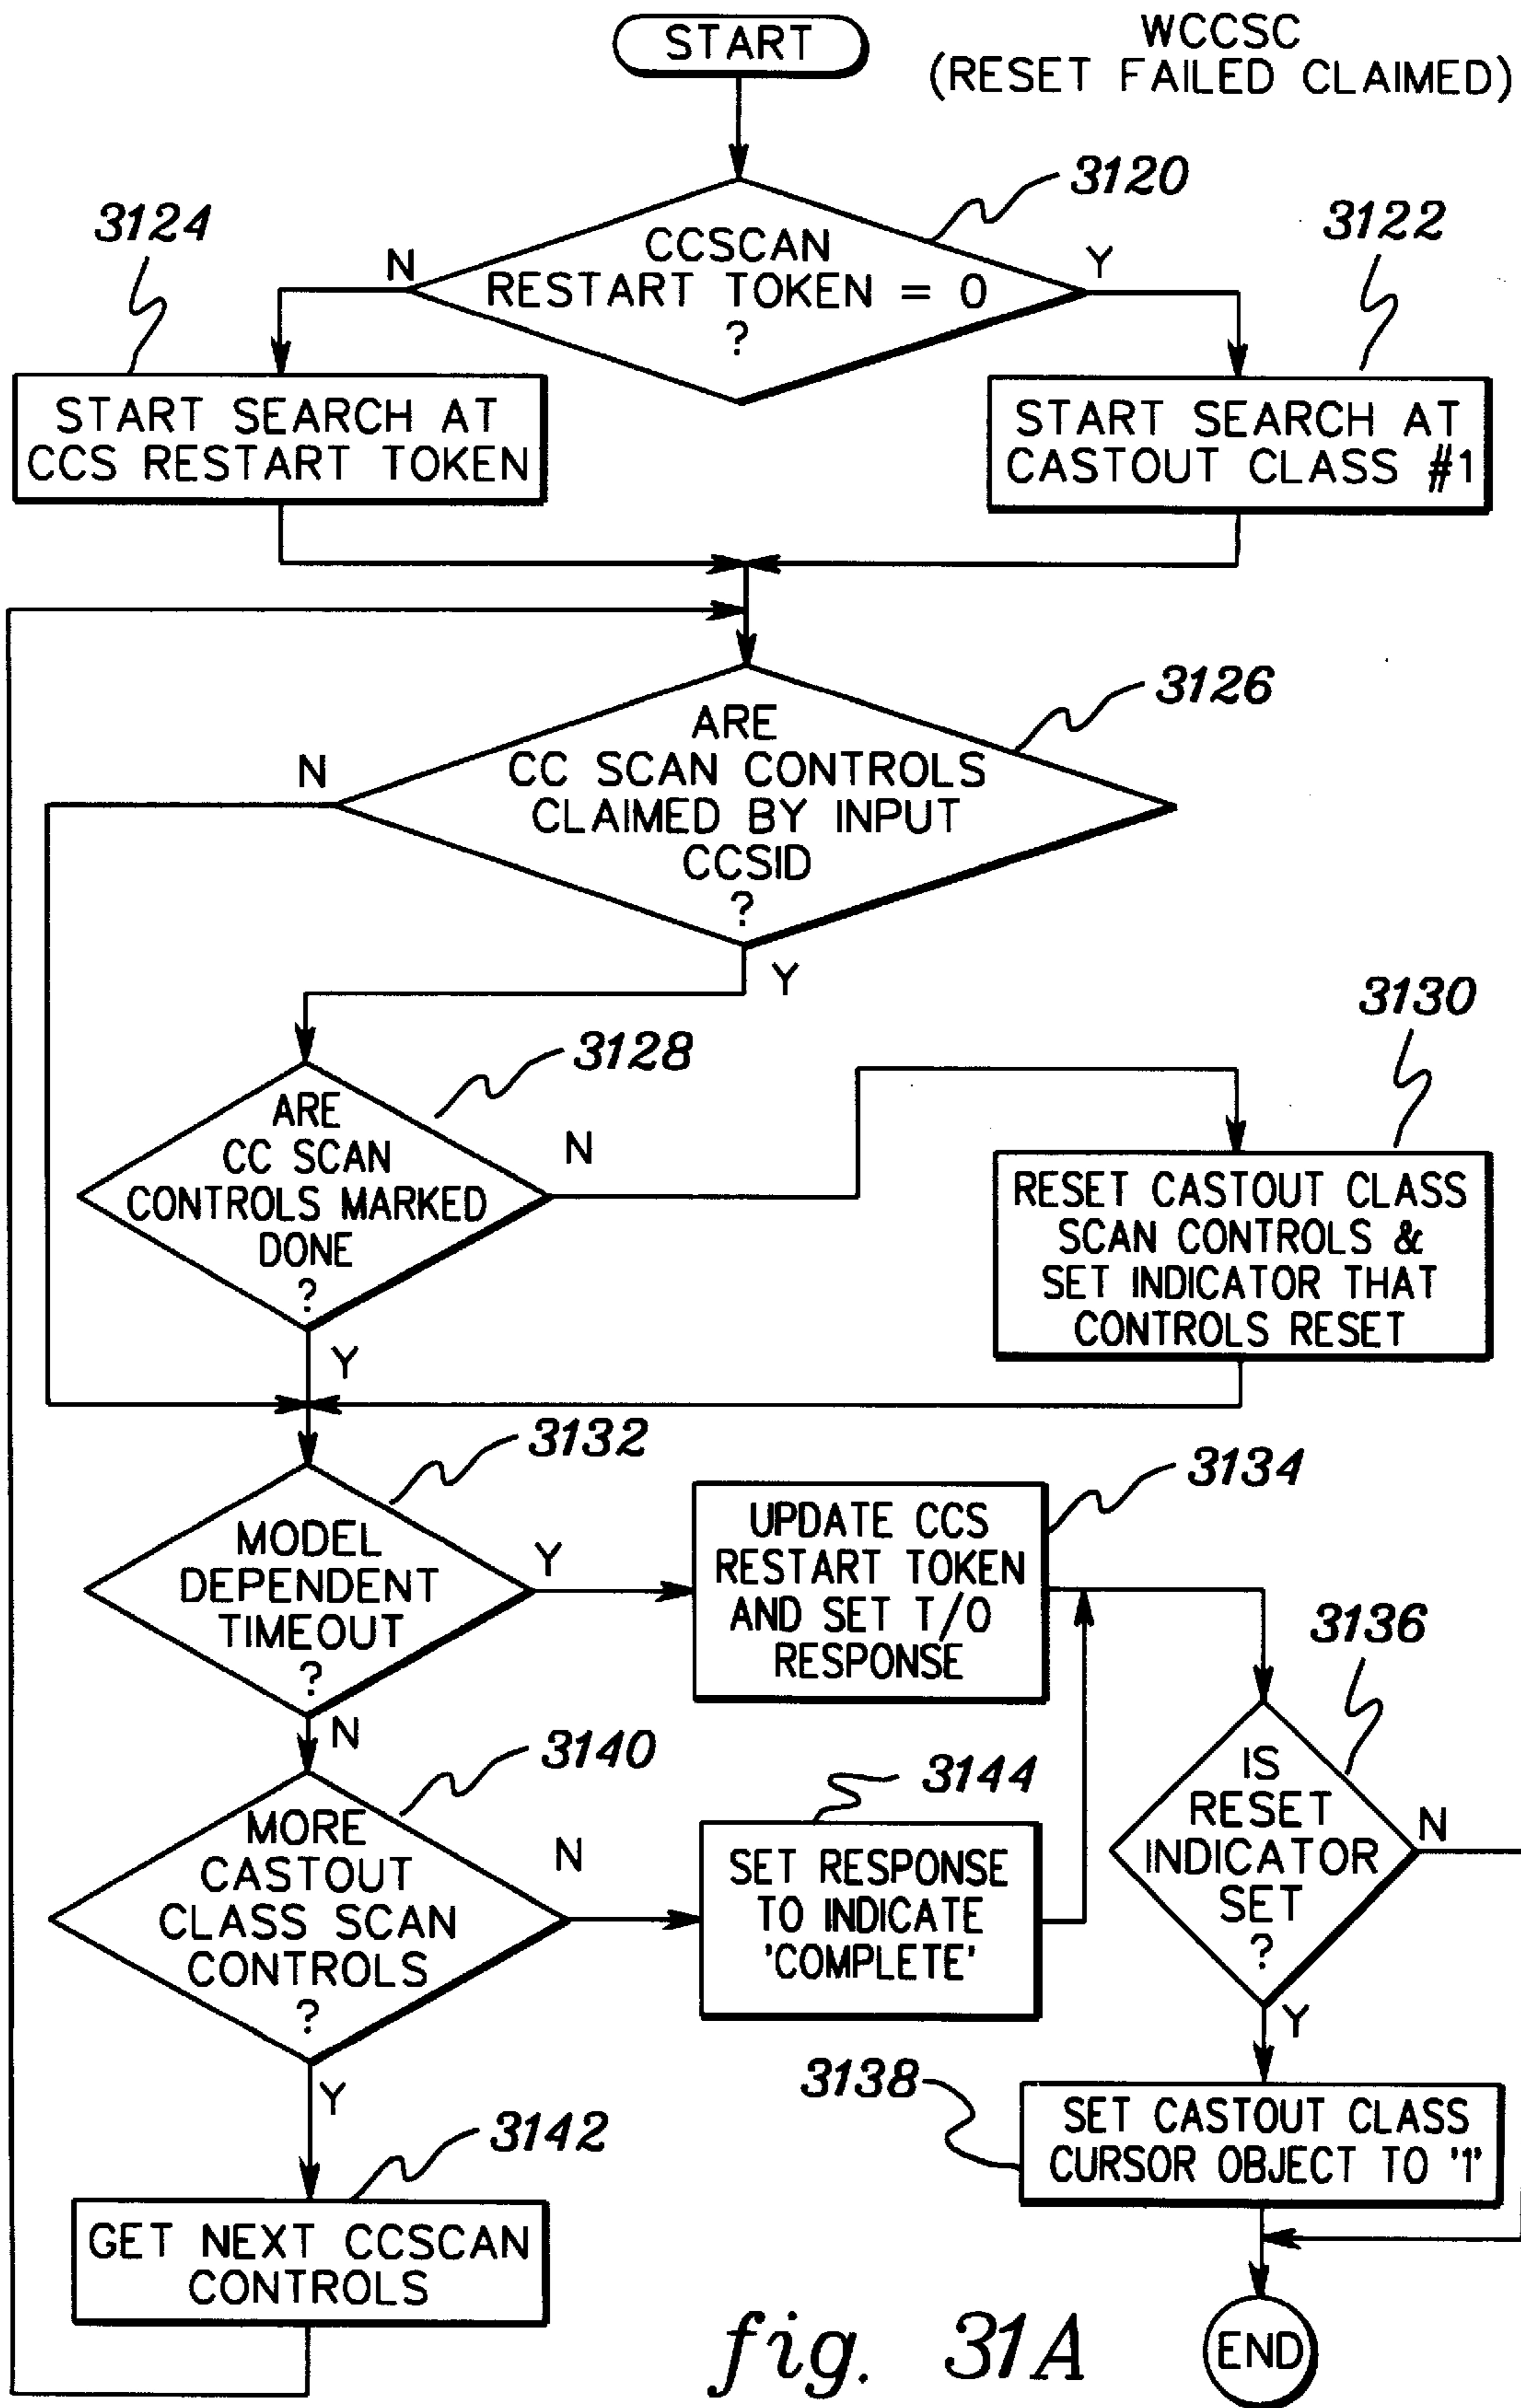 START
WCCSC
(RESET FAILED CLAIMED)
3120
3124
3122
CCSCAN
RESTART TOKEN = 0
?
N
Y
START SEARCH AT
CCS RESTART TOKEN
START SEARCH AT
CASTOUT CLASS #1
3126
ARE
CC SCAN CONTROLS
CLAIMED BY INPUT
CCSID
?
N
Y
3128
3130
ARE
CC SCAN
CONTROLS MARKED
DONE
?
N
Y
RESET CASTOUT CLASS
SCAN CONTROLS &
SET INDICATOR THAT
CONTROLS RESET
3132
3134
MODEL
DEPENDENT
TIMEOUT
?
Y
N
UPDATE CCS
RESTART TOKEN
AND SET T/O
RESPONSE
3136
3140
3144
MORE
CASTOUT
CLASS SCAN
CONTROLS
?
N
Y
SET RESPONSE
TO INDICATE
'COMPLETE'
IS
RESET
INDICATOR
SET
?
N
Y
3138
SET CASTOUT CLASS
CURSOR OBJECT TO '1'
3142
GET NEXT CCSCAN
CONTROLS
END
fig. 31A